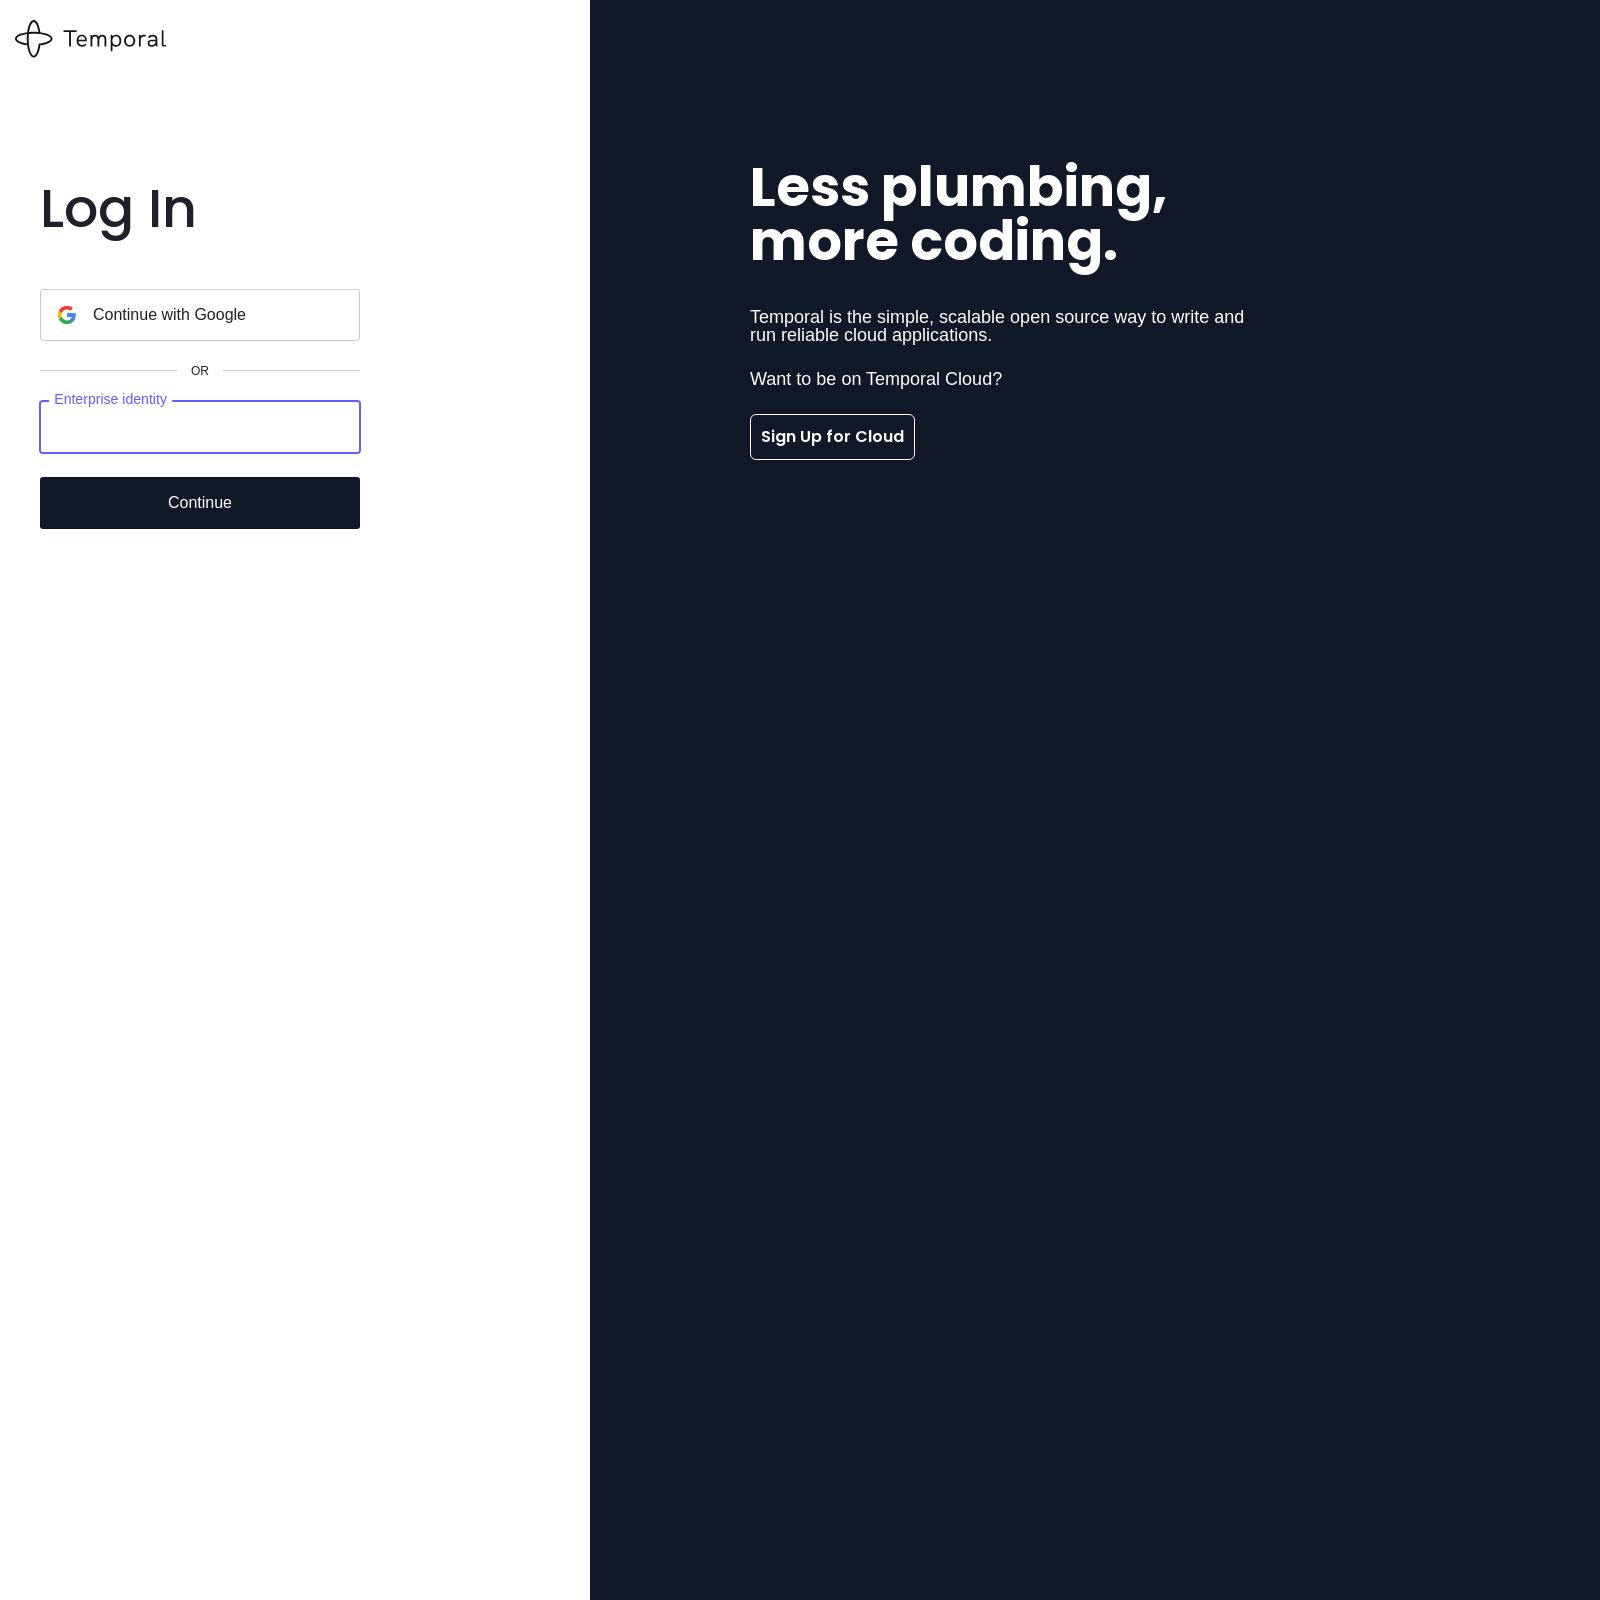 Temporal
Log In
Continue with Google
OR
Enterprise identity
Continue
Less plumbing,
more coding.
Temporal is the simple, scalable open source way to write and
run reliable cloud applications.
Want to be on Temporal Cloud?
Sign Up for Cloud